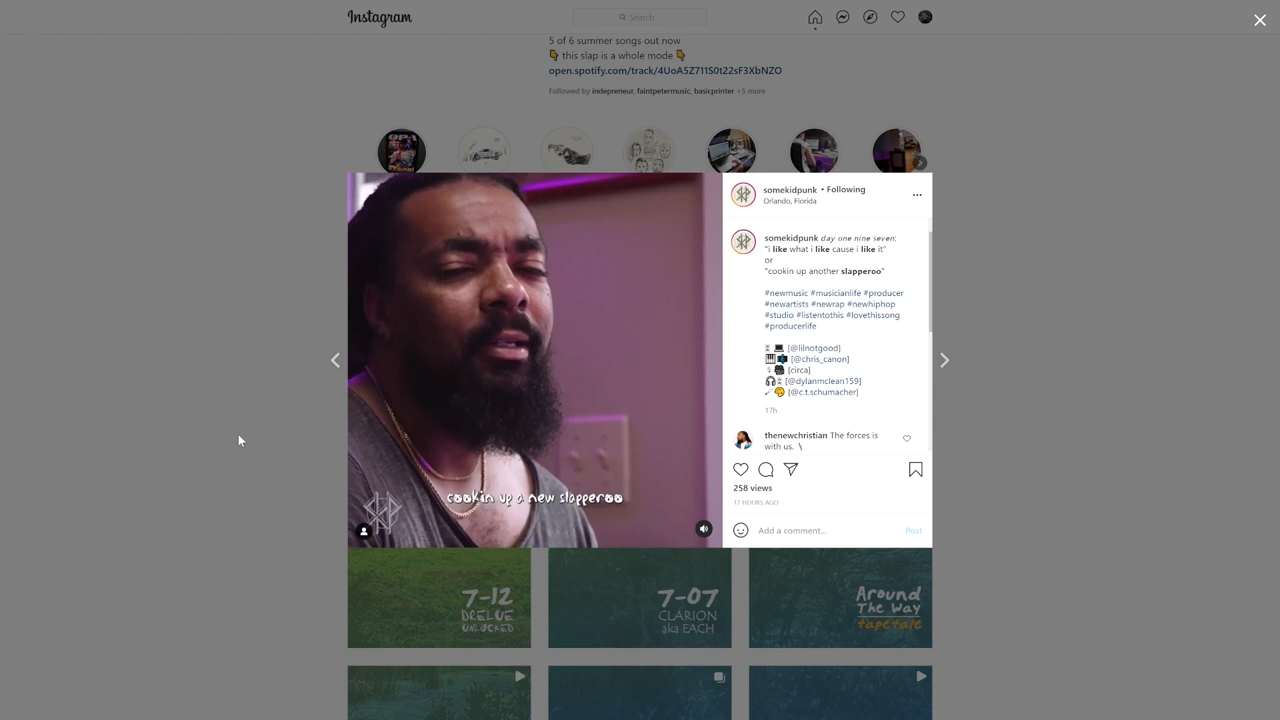 Instagram
Search
5 of 6 summer songs out now
👇 this slap is a whole mode 👇
open.spotify.com/track/4UoA5Z711S0t22sF3XbNZO
Followed by indepreneur, faintpetermusic, basicprinter +5 more
somekidpunk • Following
Orlando, Florida
somekidpunk day one nine seven:
"i like what i like cause i like it"
or
"cookin up another slapperoo"
#newmusic #musicianlife #producer
#newartists #newrap #newhiphop
#studio #listentothis #lovethissong
#producerlife
[@lilnotgood]
[@chris_canon]
[circa]
[@dylanmclean159]
[@c.t.schumacher]
17h
thenewchristian The forces is
with us.
258 views
17 HOURS AGO
Add a comment...
Post
cookin up a new slapperoo
7-12
DRELUE
UNLOCKED
7-07
CLARION
aka EACH
Around
The Way
tapetale